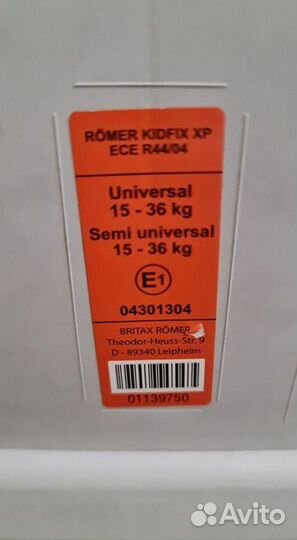 RÖMER KIDFIX XP
ECE R44/04
Universal
15 - 36 kg
Semi universal
15 - 36 kg
E1
04301304
BRITAX RÖMER
Theodor-Heuss-Str. 9
D - 89340 Leipheim
01139750
Avito